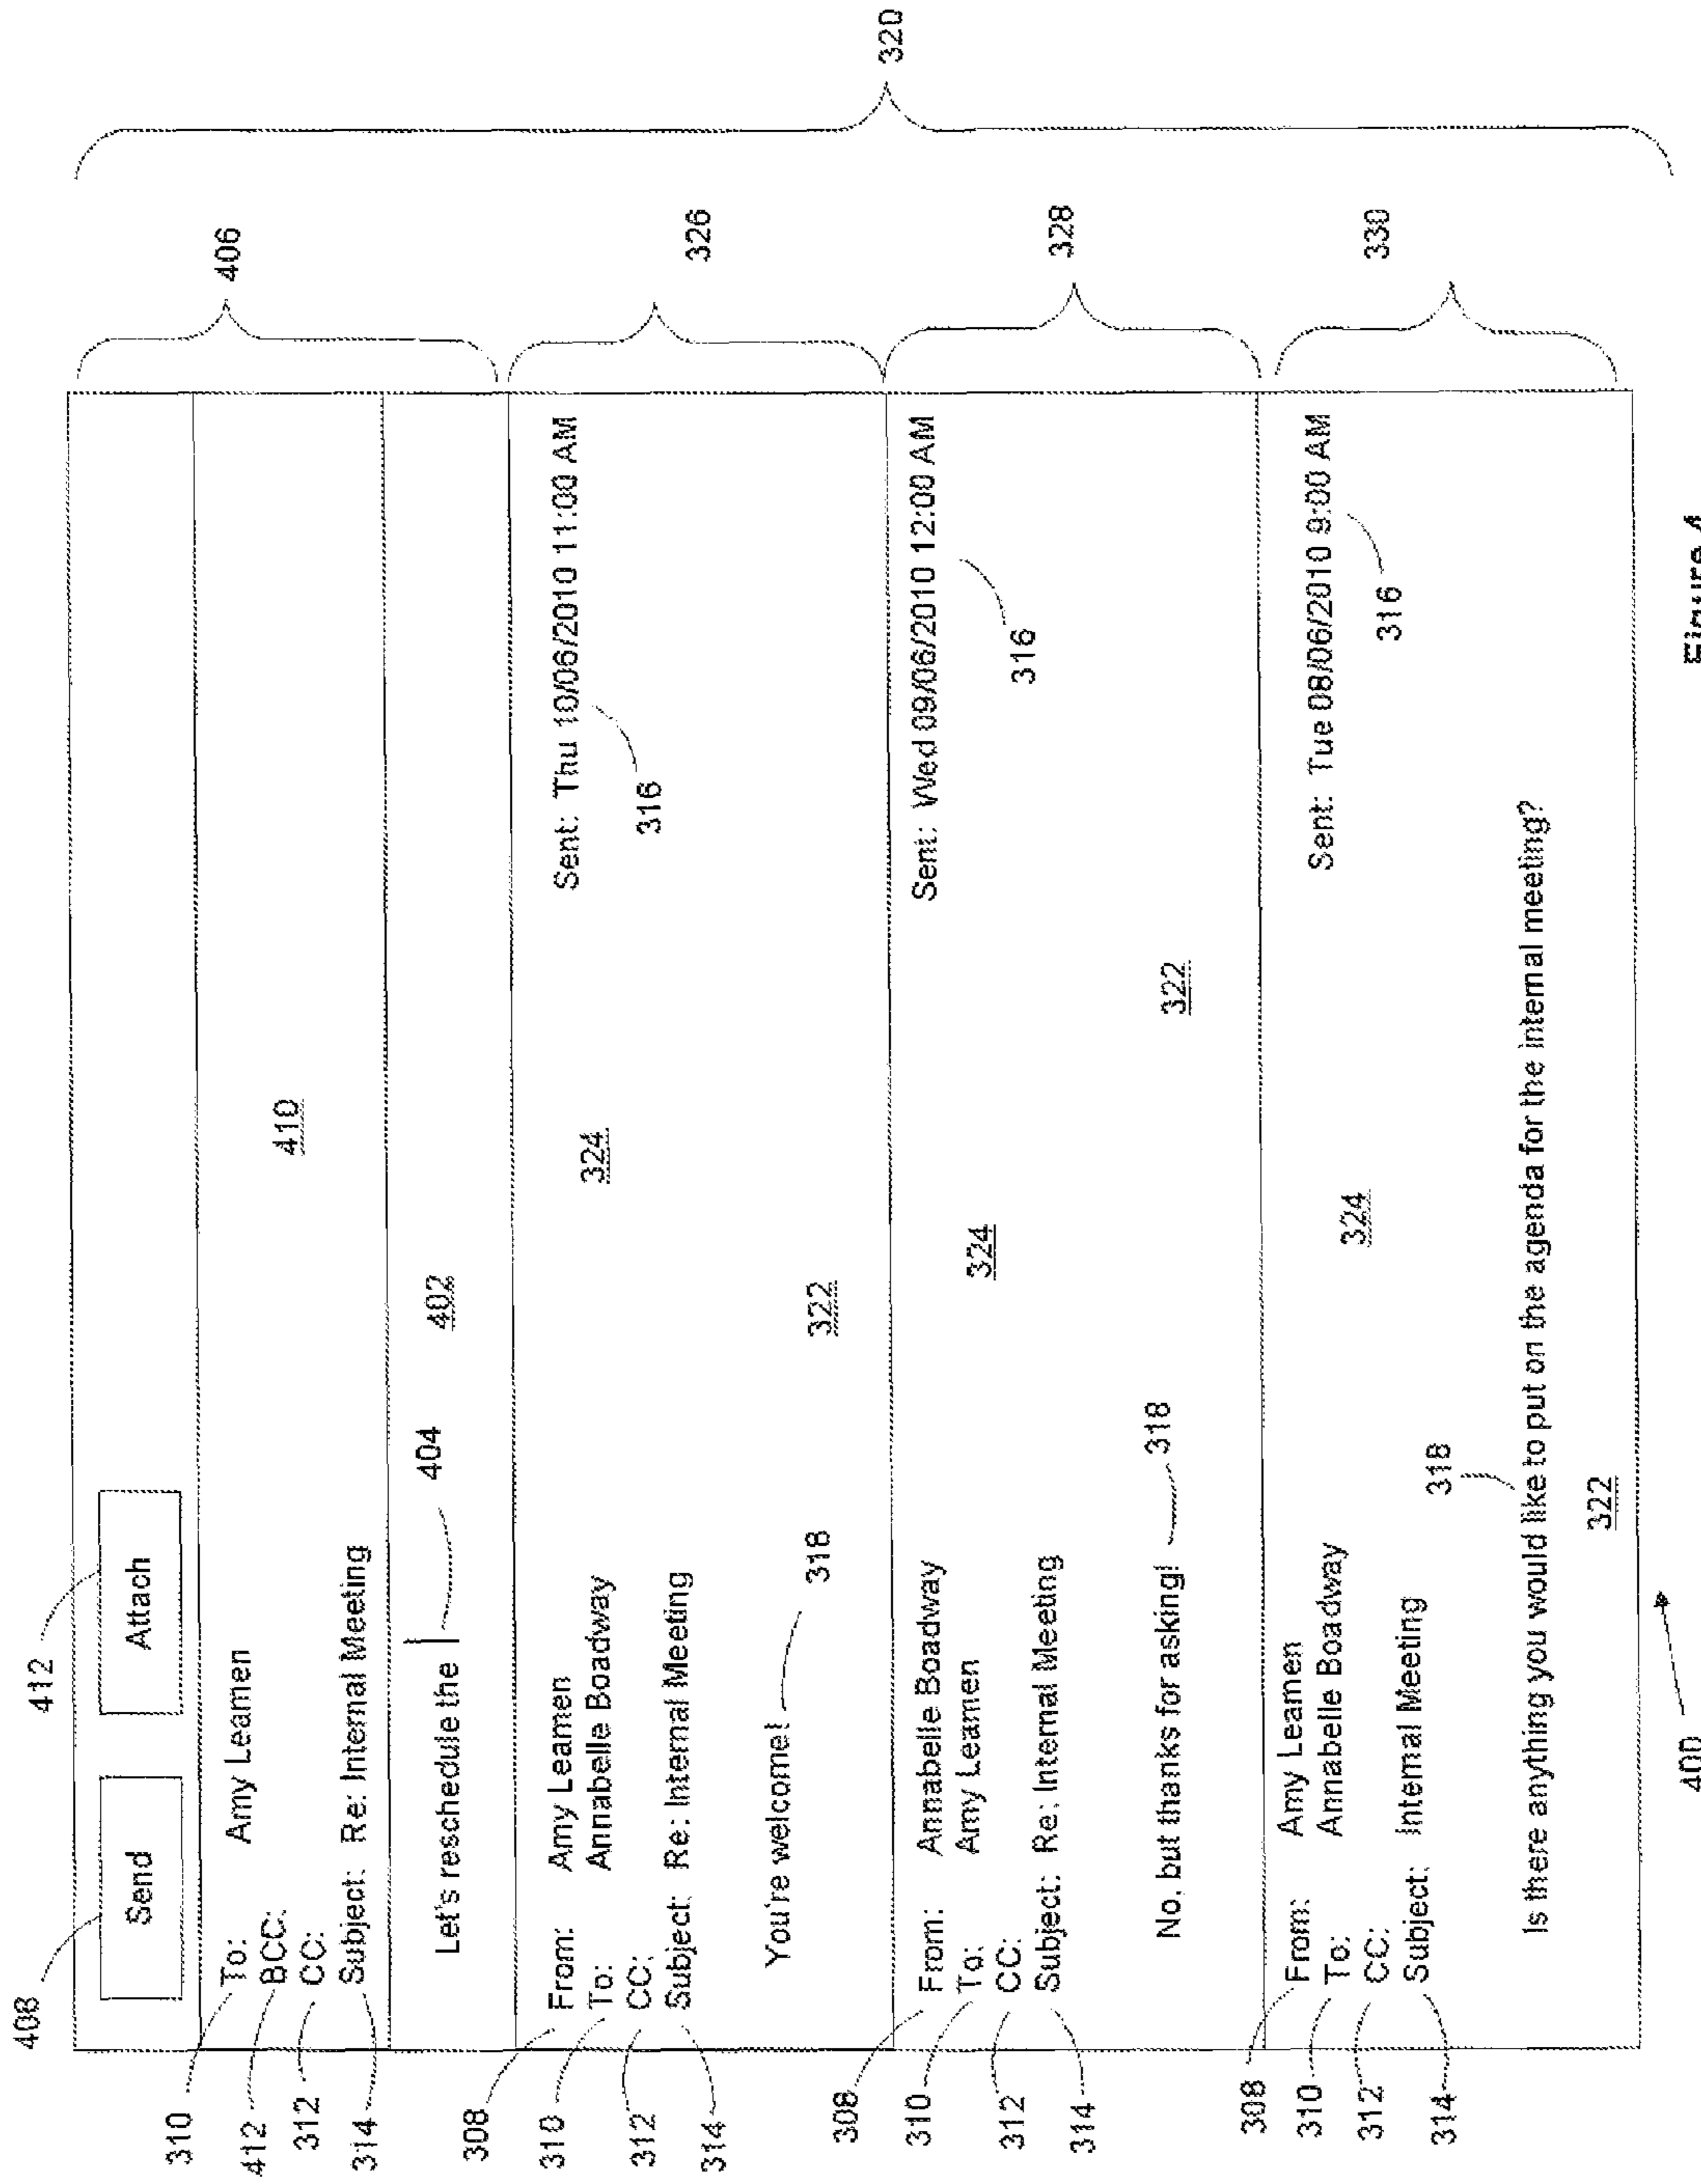 408
412
Send
Attach
310
To:
Amy Leamen
412
BCC:
410
312
CC:
314
Subject: Re: Internal Meeting
406
404
Let's reschedule the
402
308
From: Amy Leamen
Sent: Thu 10/06/2010 11:00 AM
310
To: Annabelle Boadway
324
316
312
CC:
314
Subject: Re: Internal Meeting
326
You're welcome!
318
322
308
From: Annabelle Boadway
Sent: Wed 09/06/2010 12:00 AM
310
To: Amy Leamen
324
316
312
CC:
314
Subject: Re: Internal Meeting
328
No, but thanks for asking!
318
322
308
From: Amy Leamen
Sent: Tue 08/06/2010 9:00 AM
310
To: Annabelle Boadway
324
316
312
CC:
314
Subject: Internal Meeting
330
318
Is there anything you would like to put on the agenda for the internal meeting?
322
320
400
Figure 4